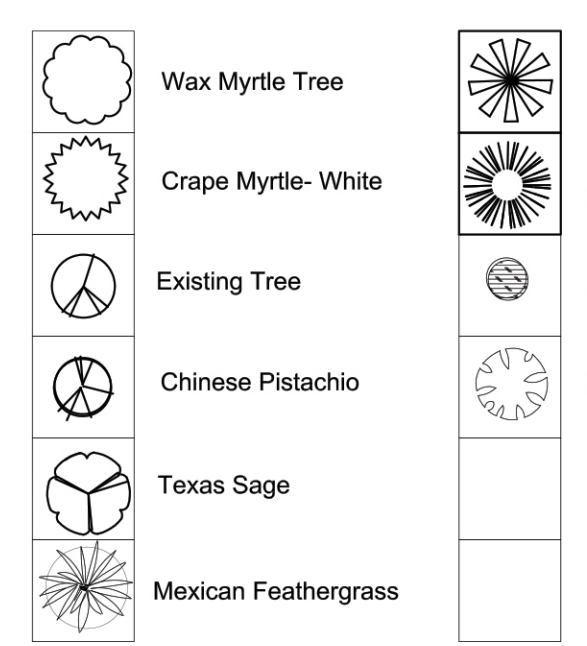 Wax Myrtle Tree
Crape Myrtle- White
Existing Tree
Chinese Pistachio
Texas Sage
Mexican Feathergrass